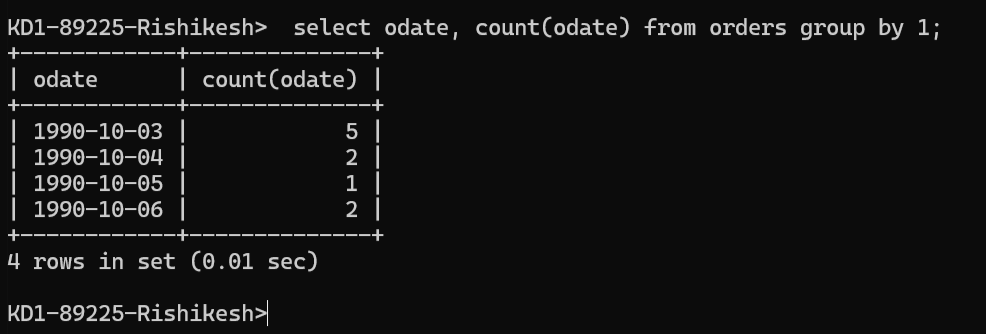 KD1-89225-Rishikesh>  select odate, count(odate) from orders group by 1;
+------------+--------------+
| odate      | count(odate) |
+------------+--------------+
| 1990-10-03 |            5 |
| 1990-10-04 |            2 |
| 1990-10-05 |            1 |
| 1990-10-06 |            2 |
+------------+--------------+
4 rows in set (0.01 sec)
KD1-89225-Rishikesh>